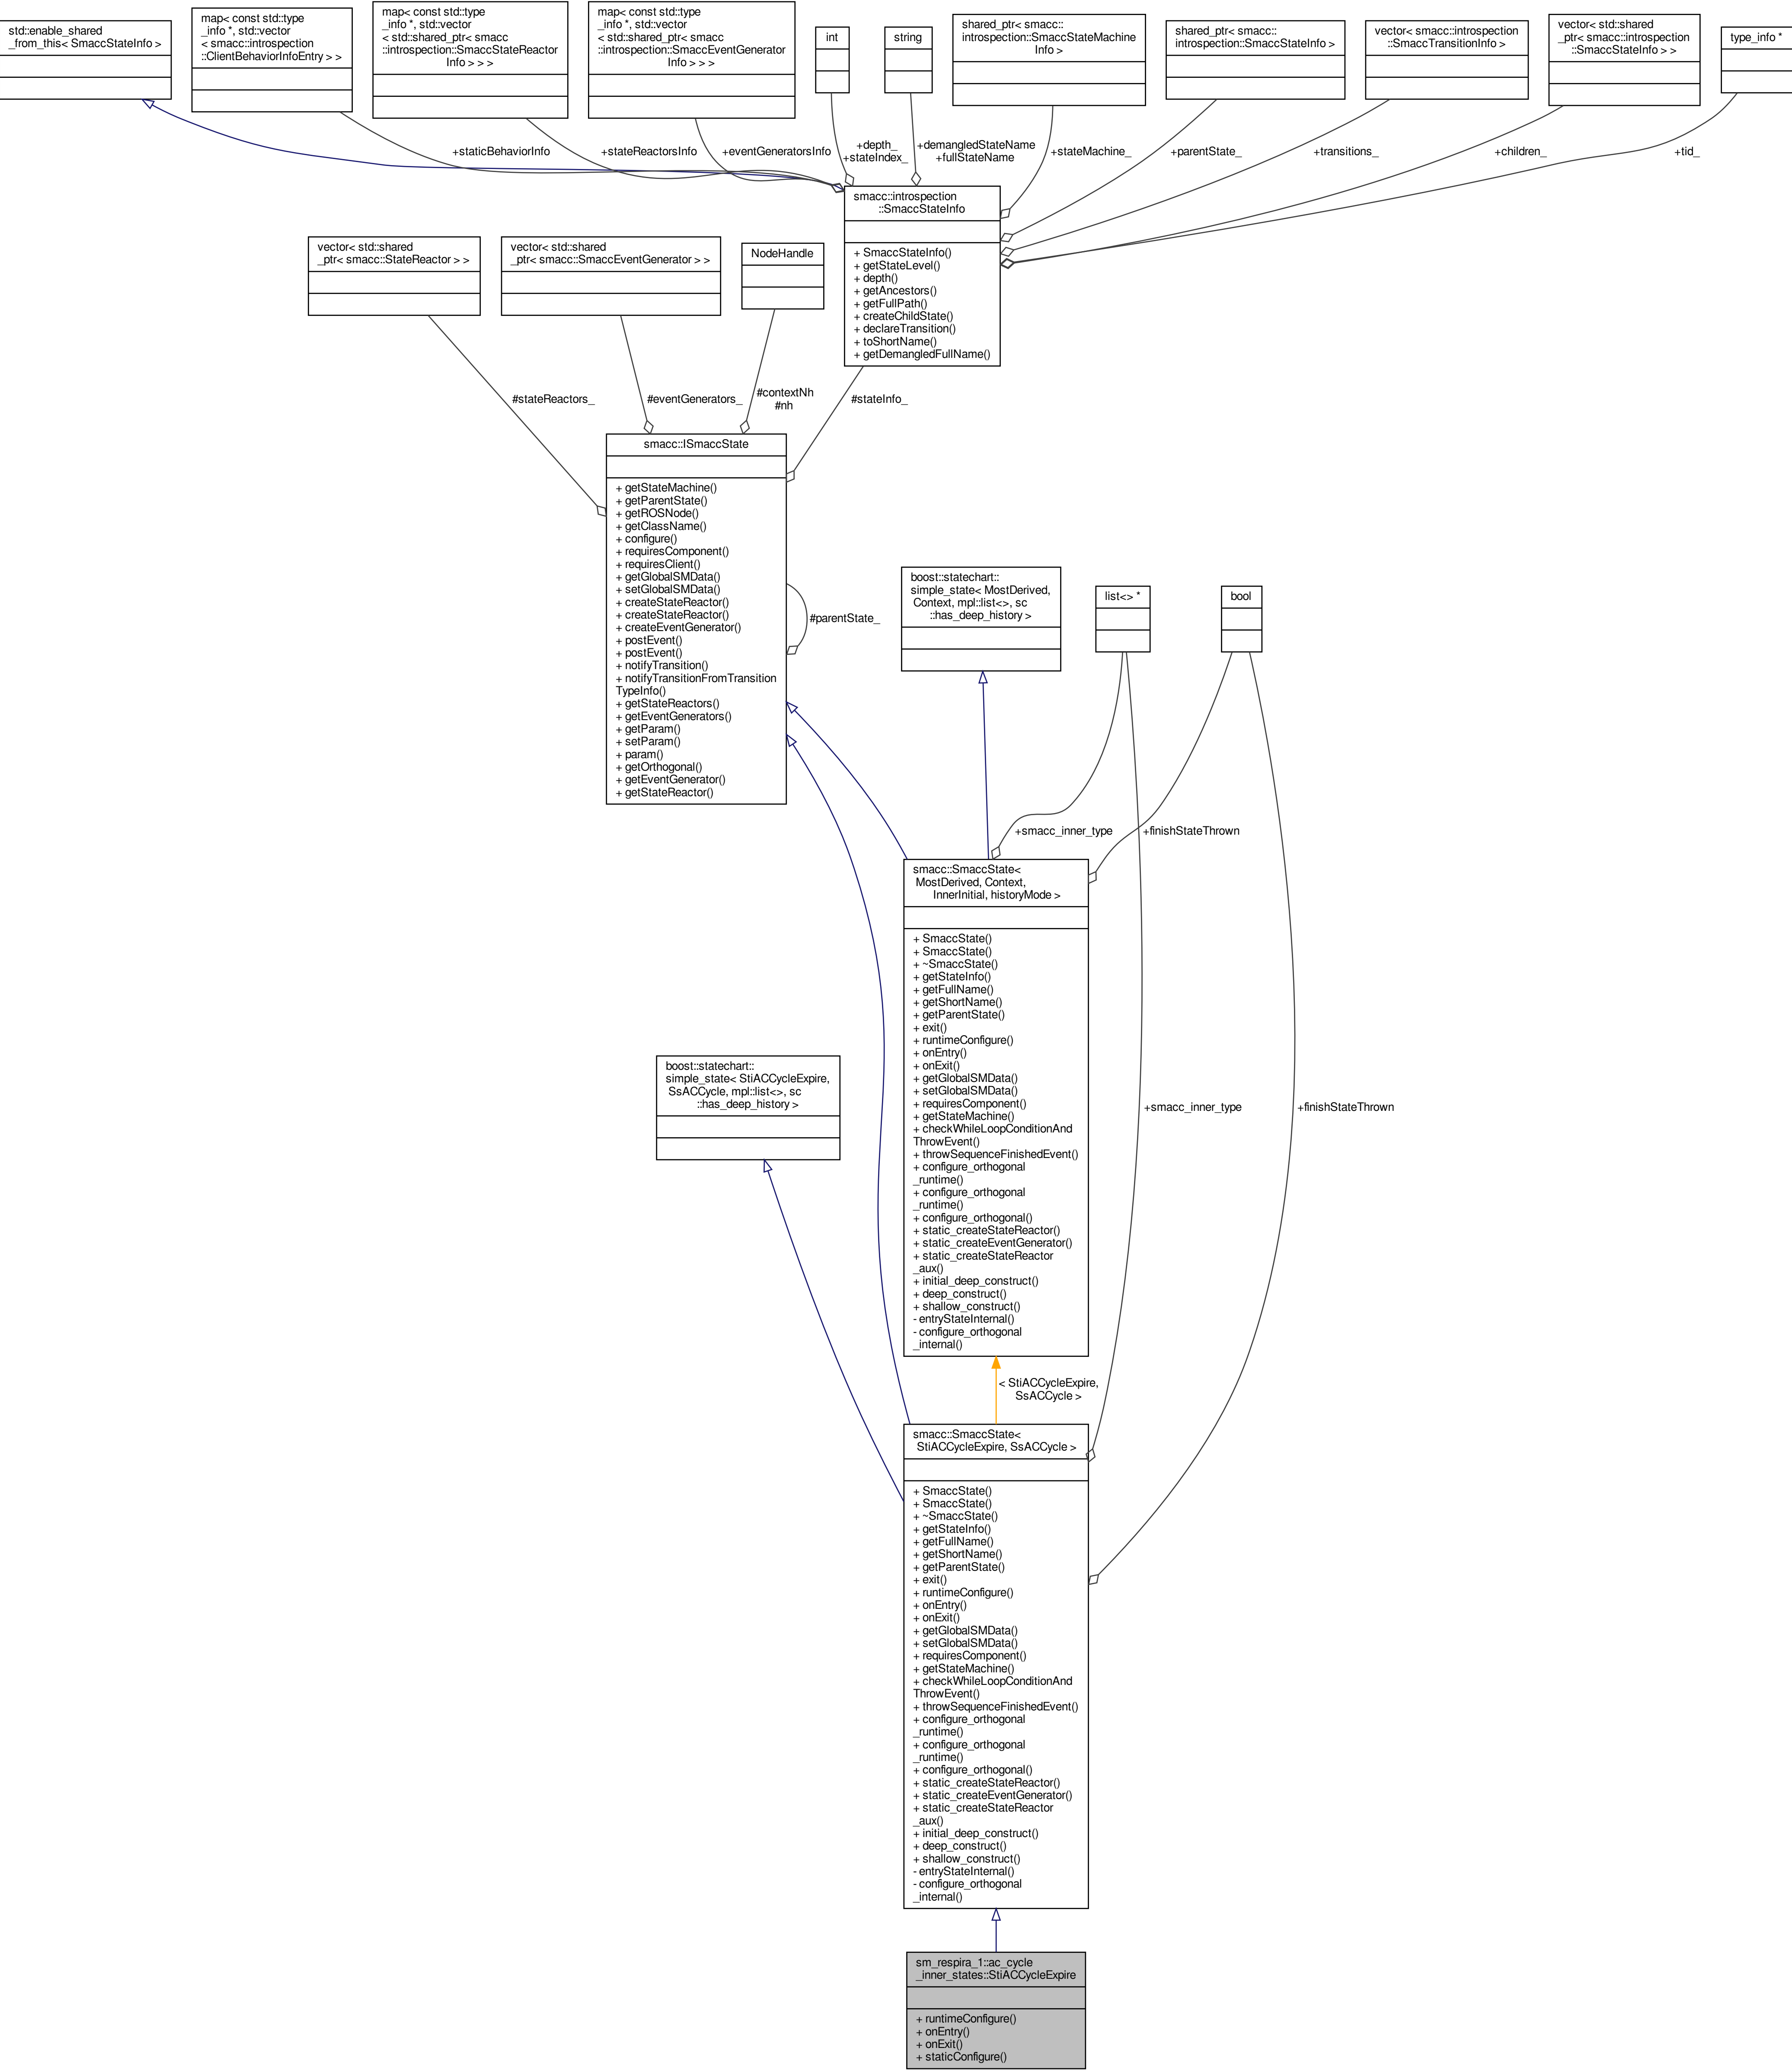 std::enable_shared
_from_this< SmaccStateInfo >
map< const std::type
_info *, std::vector
< smacc::introspection
::ClientBehaviorInfoEntry > >
map< const std::type
_info *, std::vector
< std::shared_ptr< smacc
::introspection::SmaccStateReactor
Info > > >
map< const std::type
_info *, std::vector
< std::shared_ptr< smacc
::introspection::SmaccEventGenerator
Info > > >
int
string
shared_ptr< smacc::
introspection::SmaccStateMachine
Info >
shared_ptr< smacc::
introspection::SmaccStateInfo >
vector< smacc::introspection
::SmaccTransitionInfo >
vector< std::shared
_ptr< smacc::introspection
::SmaccStateInfo > >
type_info *
+staticBehaviorInfo
+stateReactorsInfo
+eventGeneratorsInfo
+depth_
+stateIndex_
+demangledStateName
+fullStateName
+stateMachine_
+parentState_
+transitions_
+children_
+tid_
smacc::introspection
::SmaccStateInfo
+ SmaccStateInfo()
+ getStateLevel()
+ depth()
+ getAncestors()
+ getFullPath()
+ createChildState()
+ declareTransition()
+ toShortName()
+ getDemangledFullName()
vector< std::shared
_ptr< smacc::StateReactor > >
vector< std::shared
_ptr< smacc::SmaccEventGenerator > >
NodeHandle
#stateReactors_
#eventGenerators_
#contextNh
#nh
#stateInfo_
smacc::ISmaccState
+ getStateMachine()
+ getParentState()
+ getROSNode()
+ getClassName()
+ configure()
+ requiresComponent()
+ requiresClient()
+ getGlobalSMData()
+ setGlobalSMData()
+ createStateReactor()
+ createStateReactor()
+ createEventGenerator()
+ postEvent()
+ postEvent()
+ notifyTransition()
+ notifyTransitionFromTransition
TypeInfo()
+ getStateReactors()
+ getEventGenerators()
+ getParam()
+ setParam()
+ param()
+ getOrthogonal()
+ getEventGenerator()
+ getStateReactor()
#parentState_
boost::statechart::
simple_state< MostDerived,
Context, mpl::list<>, sc
::has_deep_history >
list<> *
bool
+smacc_inner_type
+finishStateThrown
smacc::SmaccState<
MostDerived, Context,
InnerInitial, historyMode >
+ SmaccState()
+ SmaccState()
+ ~SmaccState()
+ getStateInfo()
+ getFullName()
+ getShortName()
+ getParentState()
+ exit()
+ runtimeConfigure()
+ onEntry()
+ onExit()
+ getGlobalSMData()
+ setGlobalSMData()
+ requiresComponent()
+ getStateMachine()
+ checkWhileLoopConditionAnd
ThrowEvent()
+ throwSequenceFinishedEvent()
+ configure_orthogonal
_runtime()
+ configure_orthogonal
_runtime()
+ configure_orthogonal()
+ static_createStateReactor()
+ static_createEventGenerator()
+ static_createStateReactor
_aux()
+ initial_deep_construct()
+ deep_construct()
+ shallow_construct()
- entryStateInternal()
- configure_orthogonal
_internal()
boost::statechart::
simple_state< StiACCycleExpire,
SsACCycle, mpl::list<>, sc
::has_deep_history >
+smacc_inner_type
+finishStateThrown
< StiACCycleExpire,
SsACCycle >
smacc::SmaccState<
StiACCycleExpire, SsACCycle >
+ SmaccState()
+ SmaccState()
+ ~SmaccState()
+ getStateInfo()
+ getFullName()
+ getShortName()
+ getParentState()
+ exit()
+ runtimeConfigure()
+ onEntry()
+ onExit()
+ getGlobalSMData()
+ setGlobalSMData()
+ requiresComponent()
+ getStateMachine()
+ checkWhileLoopConditionAnd
ThrowEvent()
+ throwSequenceFinishedEvent()
+ configure_orthogonal
_runtime()
+ configure_orthogonal
_runtime()
+ configure_orthogonal()
+ static_createStateReactor()
+ static_createEventGenerator()
+ static_createStateReactor
_aux()
+ initial_deep_construct()
+ deep_construct()
+ shallow_construct()
- entryStateInternal()
- configure_orthogonal
_internal()
sm_respira_1::ac_cycle
_inner_states::StiACCycleExpire
+ runtimeConfigure()
+ onEntry()
+ onExit()
+ staticConfigure()